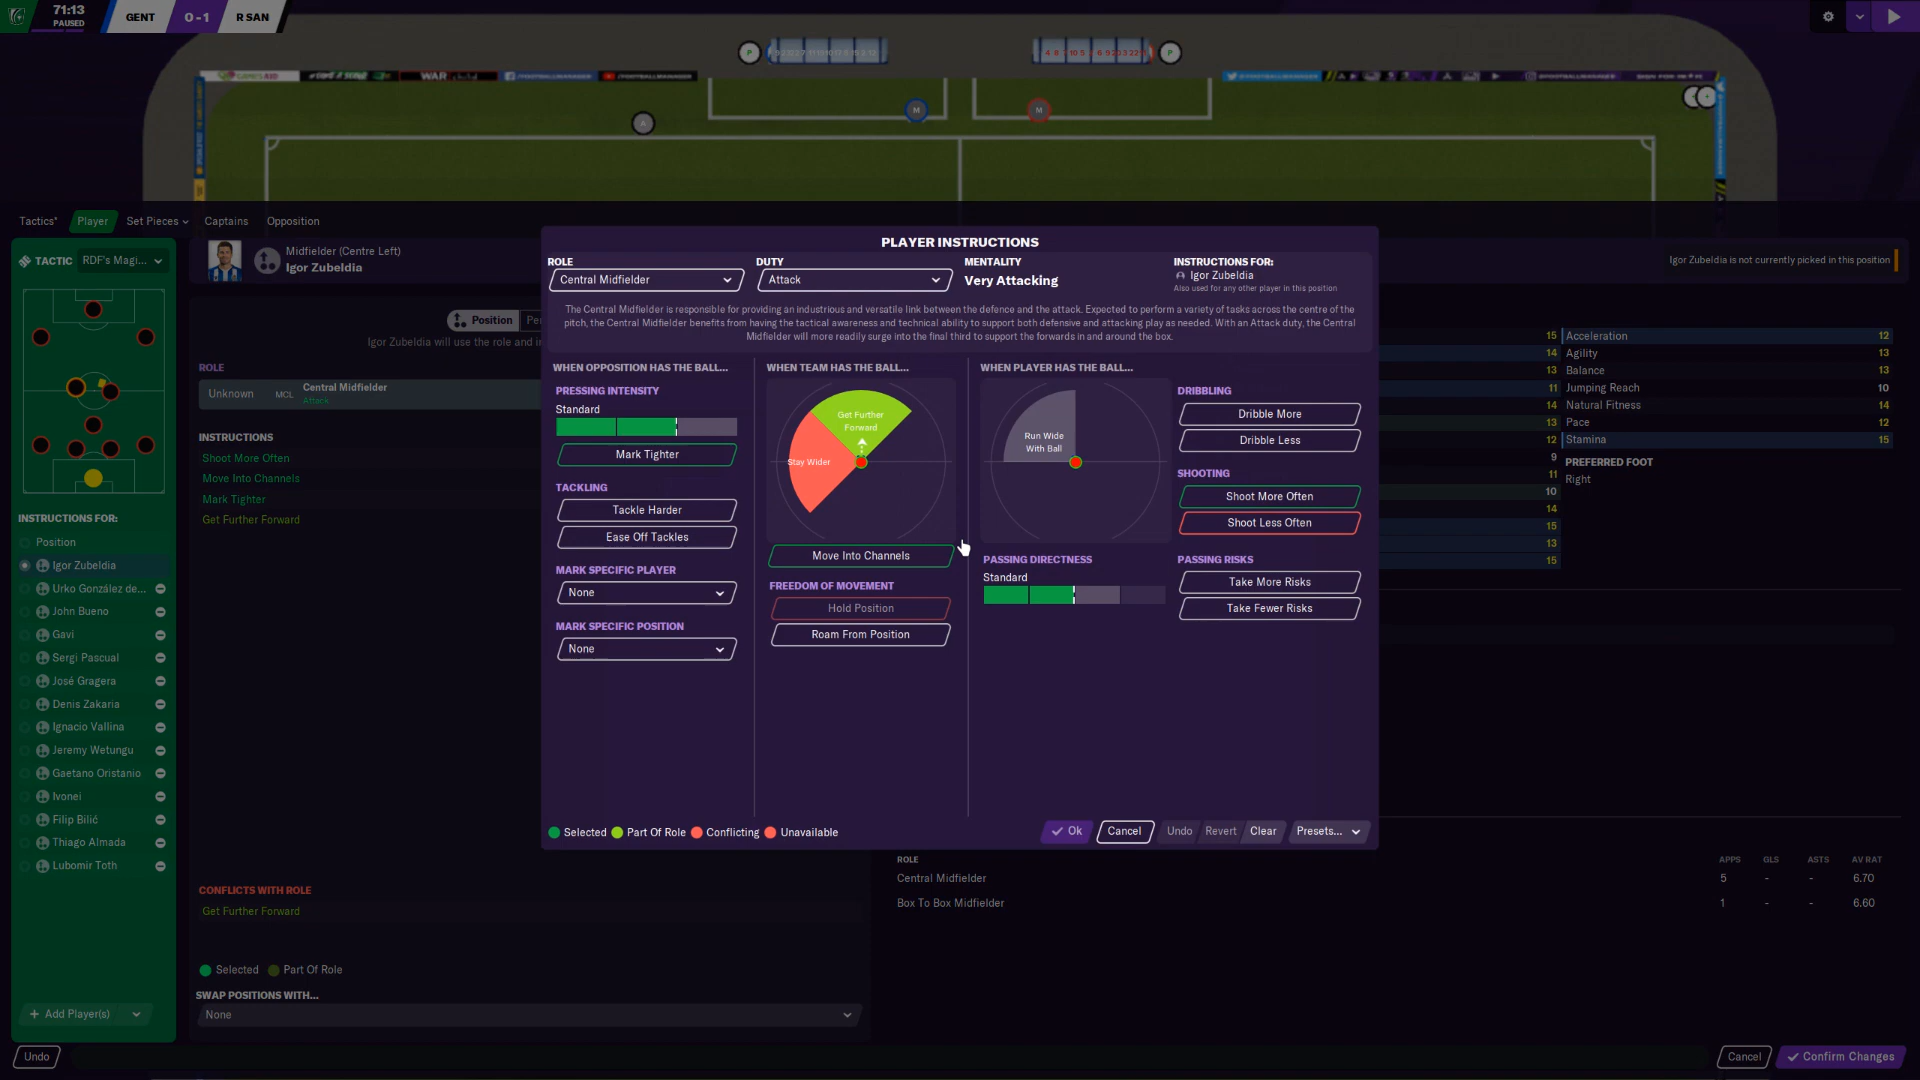 71:13
PAUSED
GENT
0 - 1
R SAN
P
P
GAMES AID
WAR
/FOOTBALLMANAGER
/FOOTBALLMANAGER
/FOOTBALLMANAGER
M
M
A
Tactics*
Player
Set Pieces
Captains
Opposition
TACTIC
RDF's Magi...
Midfielder (Centre Left)
Igor Zubeldia
Igor Zubeldia is not currently picked in this position
Position
Igor Zubeldia will use the role and in
ROLE
Unknown
MCL
Central Midfielder
Attack
INSTRUCTIONS
Shoot More Often
Move Into Channels
Mark Tighter
Get Further Forward
INSTRUCTIONS FOR:
Position
Igor Zubeldia
Urko González de...
John Bueno
Gavi
Sergi Pascual
José Gragera
Denis Zakaria
Ignacio Vallina
Jeremy Wetungu
Gaetano Oristanio
Ivonei
Filip Bilić
Thiago Almada
Lubomir Toth
+ Add Player(s)
Undo
CONFLICTS WITH ROLE
Get Further Forward
Selected
Part Of Role
SWAP POSITIONS WITH...
None
PLAYER INSTRUCTIONS
ROLE
Central Midfielder
DUTY
Attack
MENTALITY
Very Attacking
INSTRUCTIONS FOR:
Igor Zubeldia
Also used for any other player in this position
The Central Midfielder is responsible for providing an industrious and versatile link between the defence and the attack. Expected to perform a variety of tasks across the centre of the
pitch, the Central Midfielder benefits from having the tactical awareness and technical ability to support both defensive and attacking play as needed. With an Attack duty, the Central
Midfielder will more readily surge into the final third to support the forwards in and around the box.
WHEN OPPOSITION HAS THE BALL...
PRESSING INTENSITY
Standard
Mark Tighter
TACKLING
Tackle Harder
Ease Off Tackles
MARK SPECIFIC PLAYER
None
MARK SPECIFIC POSITION
None
WHEN TEAM HAS THE BALL...
Get Further
Forward
Stay Wider
Move Into Channels
FREEDOM OF MOVEMENT
Hold Position
Roam From Position
WHEN PLAYER HAS THE BALL...
Run Wide
With Ball
PASSING DIRECTNESS
Standard
DRIBBLING
Dribble More
Dribble Less
SHOOTING
Shoot More Often
Shoot Less Often
PASSING RISKS
Take More Risks
Take Fewer Risks
Selected
Part Of Role
Conflicting
Unavailable
Ok
Cancel
Undo
Revert
Clear
Presets...
15
14
13
11
14
13
12
9
11
10
14
15
13
15
Acceleration 12
Agility 13
Balance 13
Jumping Reach 10
Natural Fitness 14
Pace 12
Stamina 15
PREFERRED FOOT
Right
ROLE APPS GLS ASTS AV RAT
Central Midfielder 5 - - 6.70
Box To Box Midfielder 1 - - 6.60
Cancel
Confirm Changes